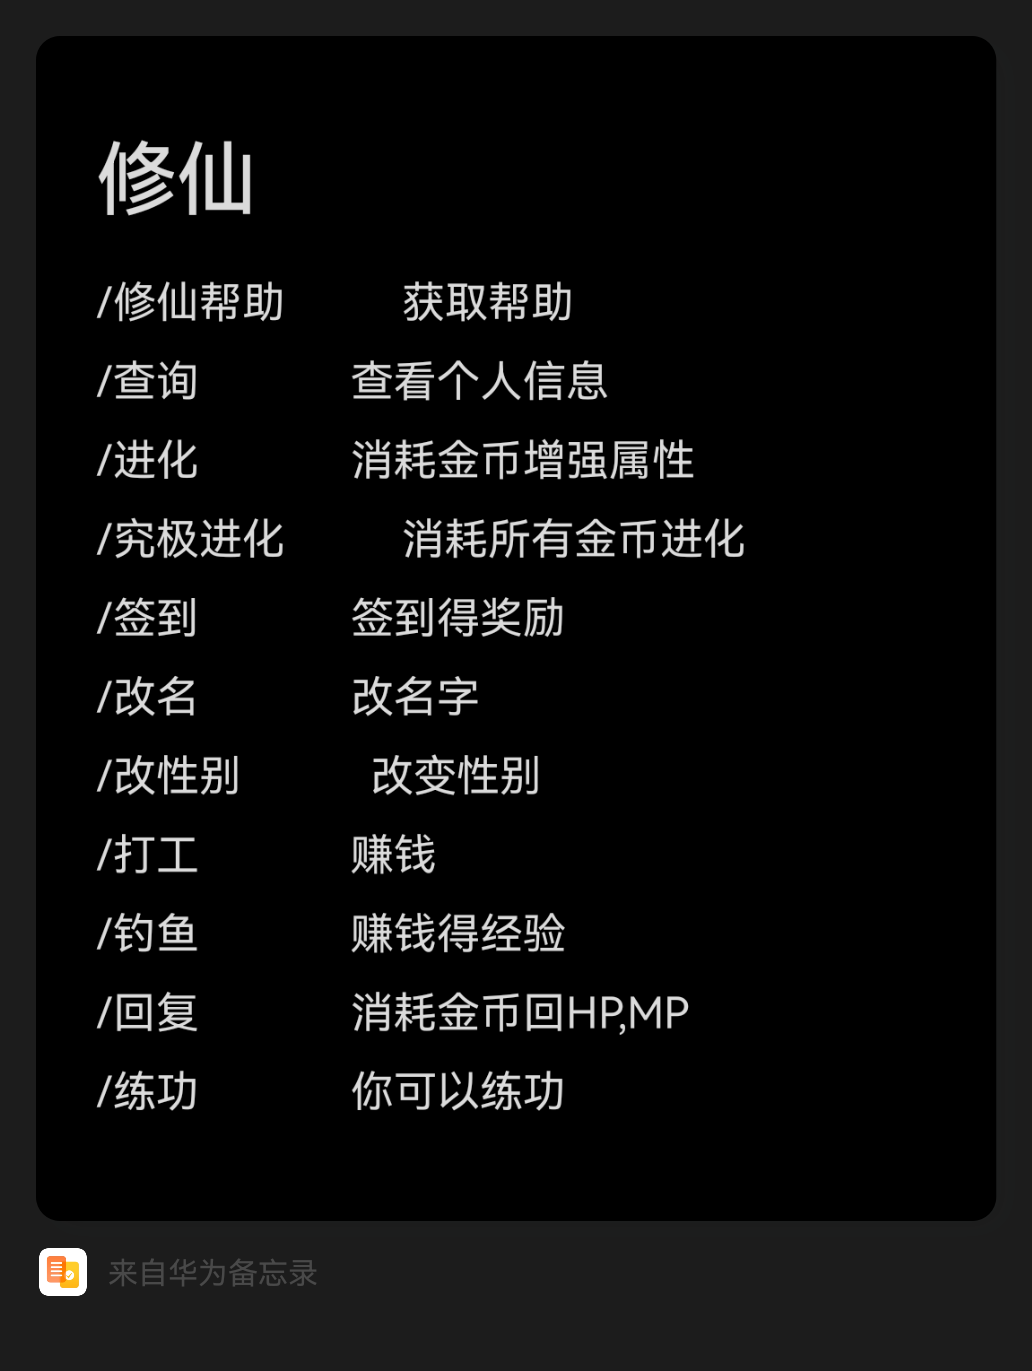 修仙
/修仙帮助 获取帮助
/查询 查看个人信息
/进化 消耗金币增强属性
/究极进化 消耗所有金币进化
/签到 签到得奖励
/改名 改名字
/改性别 改变性别
/打工 赚钱
/钓鱼 赚钱得经验
/回复 消耗金币回HP,MP
/练功 你可以练功
来自华为备忘录